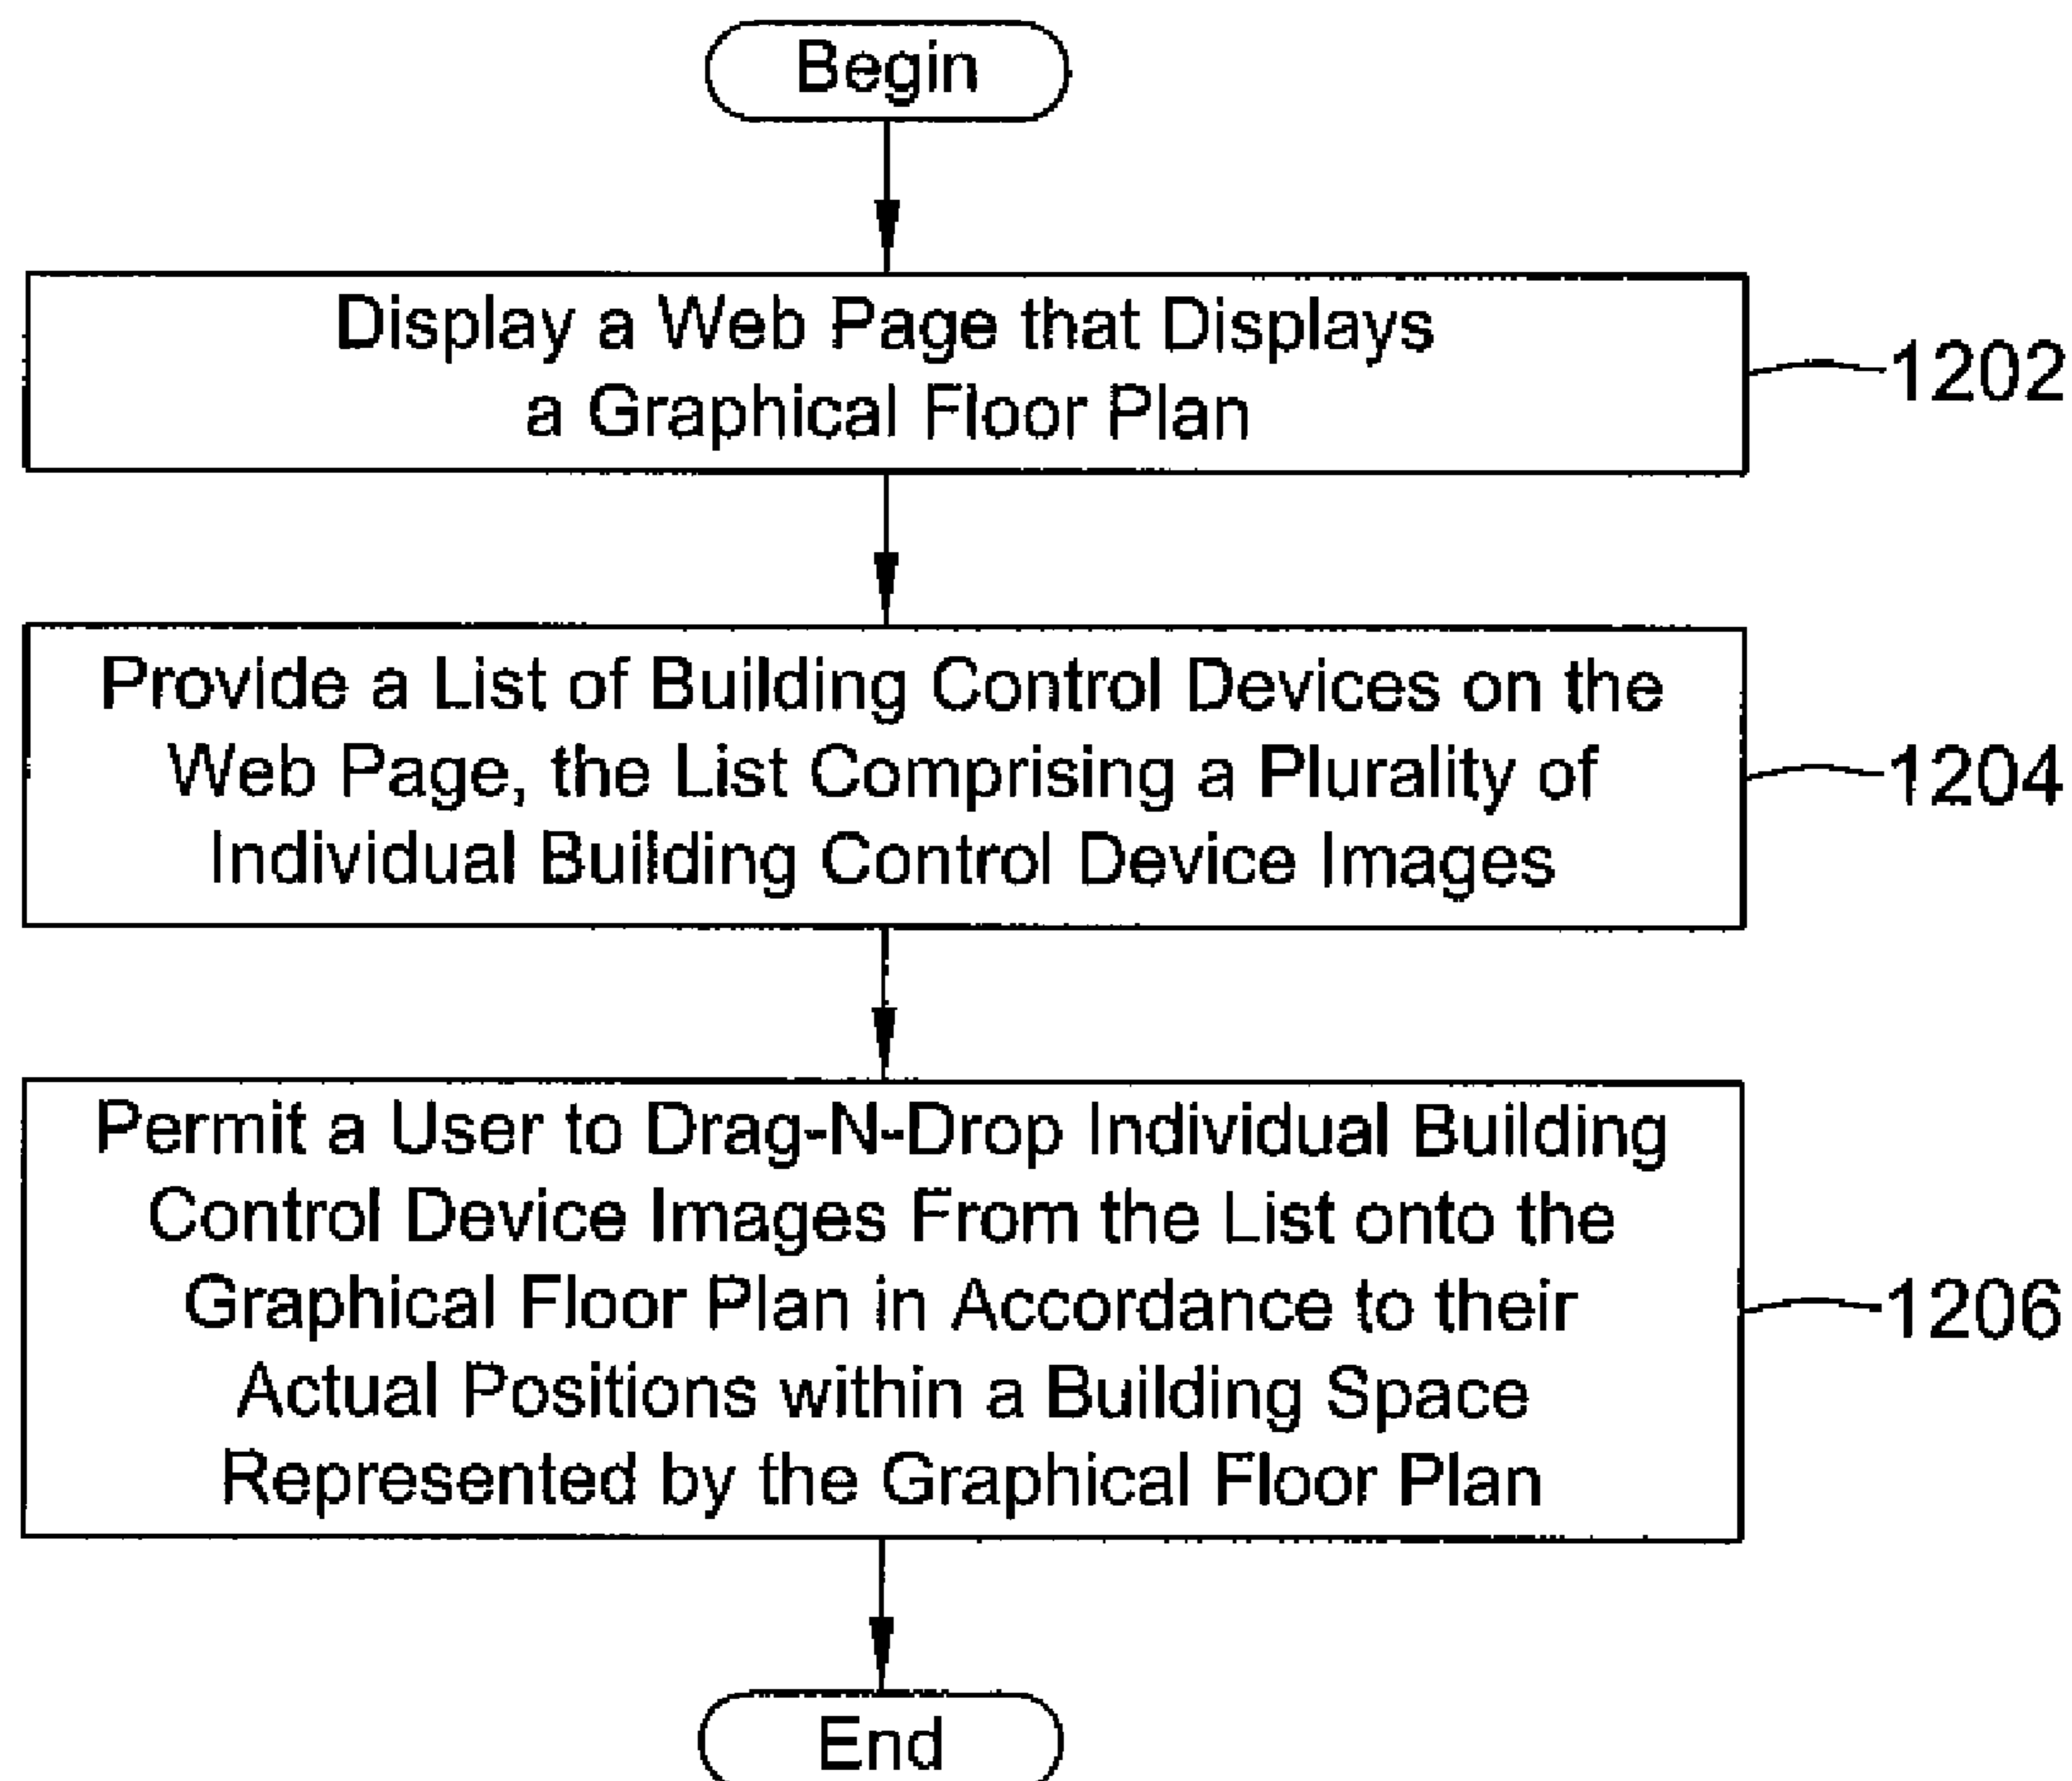 Begin
Display a Web Page that Displays
a Graphical Floor Plan
1202
Provide a List of Building Control Devices on the
Web Page, the List Comprising a Plurality of
Individual Building Control Device Images
1204
Permit a User to Drag-N-Drop Individual Building
Control Device Images From the List onto the
Graphical Floor Plan in Accordance to their
Actual Positions within a Building Space
Represented by the Graphical Floor Plan
1206
End